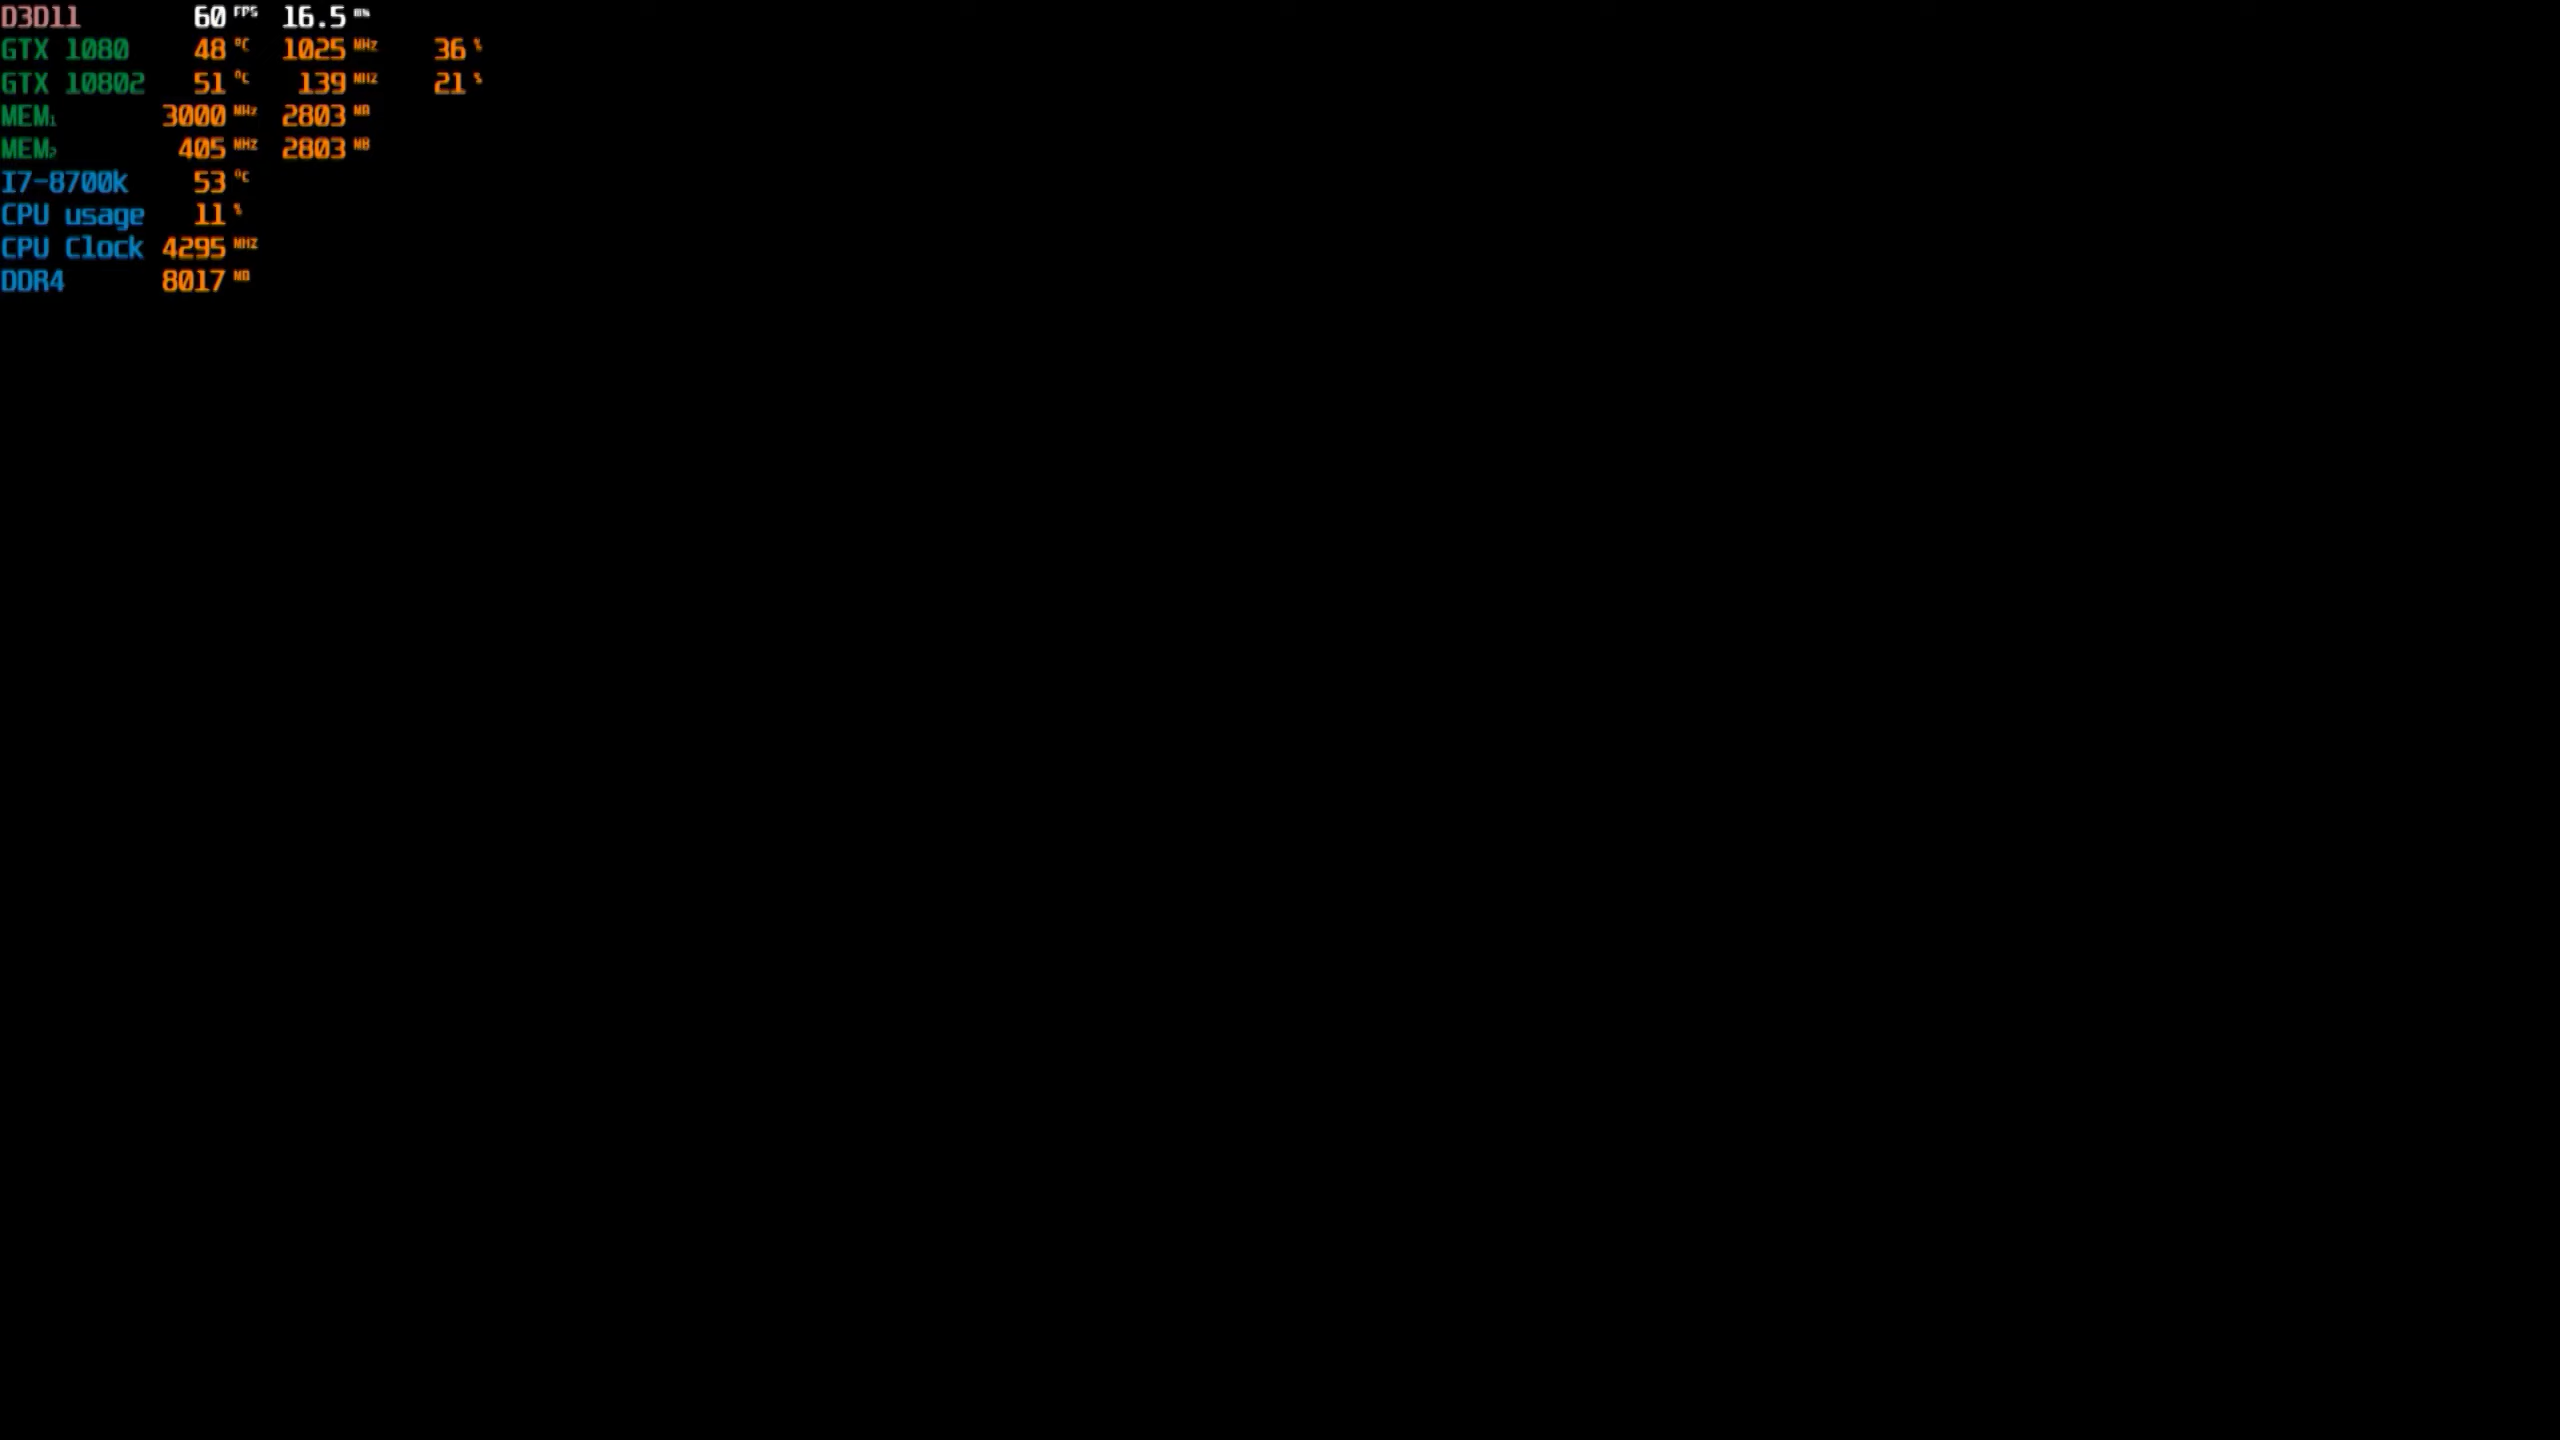 D3D11 60 FPS 16.5 ms
GTX 1080 48 °C 1025 MHz 36 %
GTX 10802 51 °C 139 MHZ 21 %
MEM1 3000 MHz 2803 MB
MEM2 405 MHZ 2803 MB
I7-8700k 53 °C
CPU usage 11 %
CPU Clock 4295 MHZ
DDR4 8017 MB